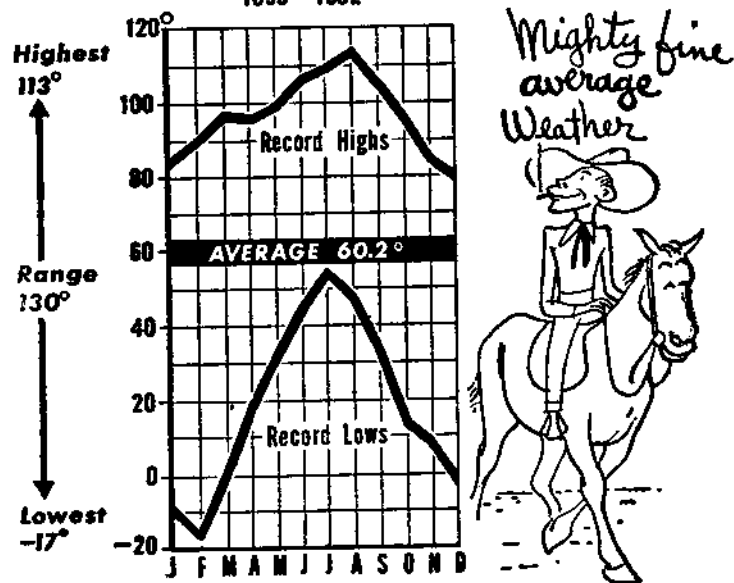 120°
Highest
113°
100
80
60
40
20
0
-20
Record Highs
AVERAGE 60.2°
Range
130°
Record Lows
Lowest
-17°
J F M A M J J A S O N D
Mighty fine
average
Weather